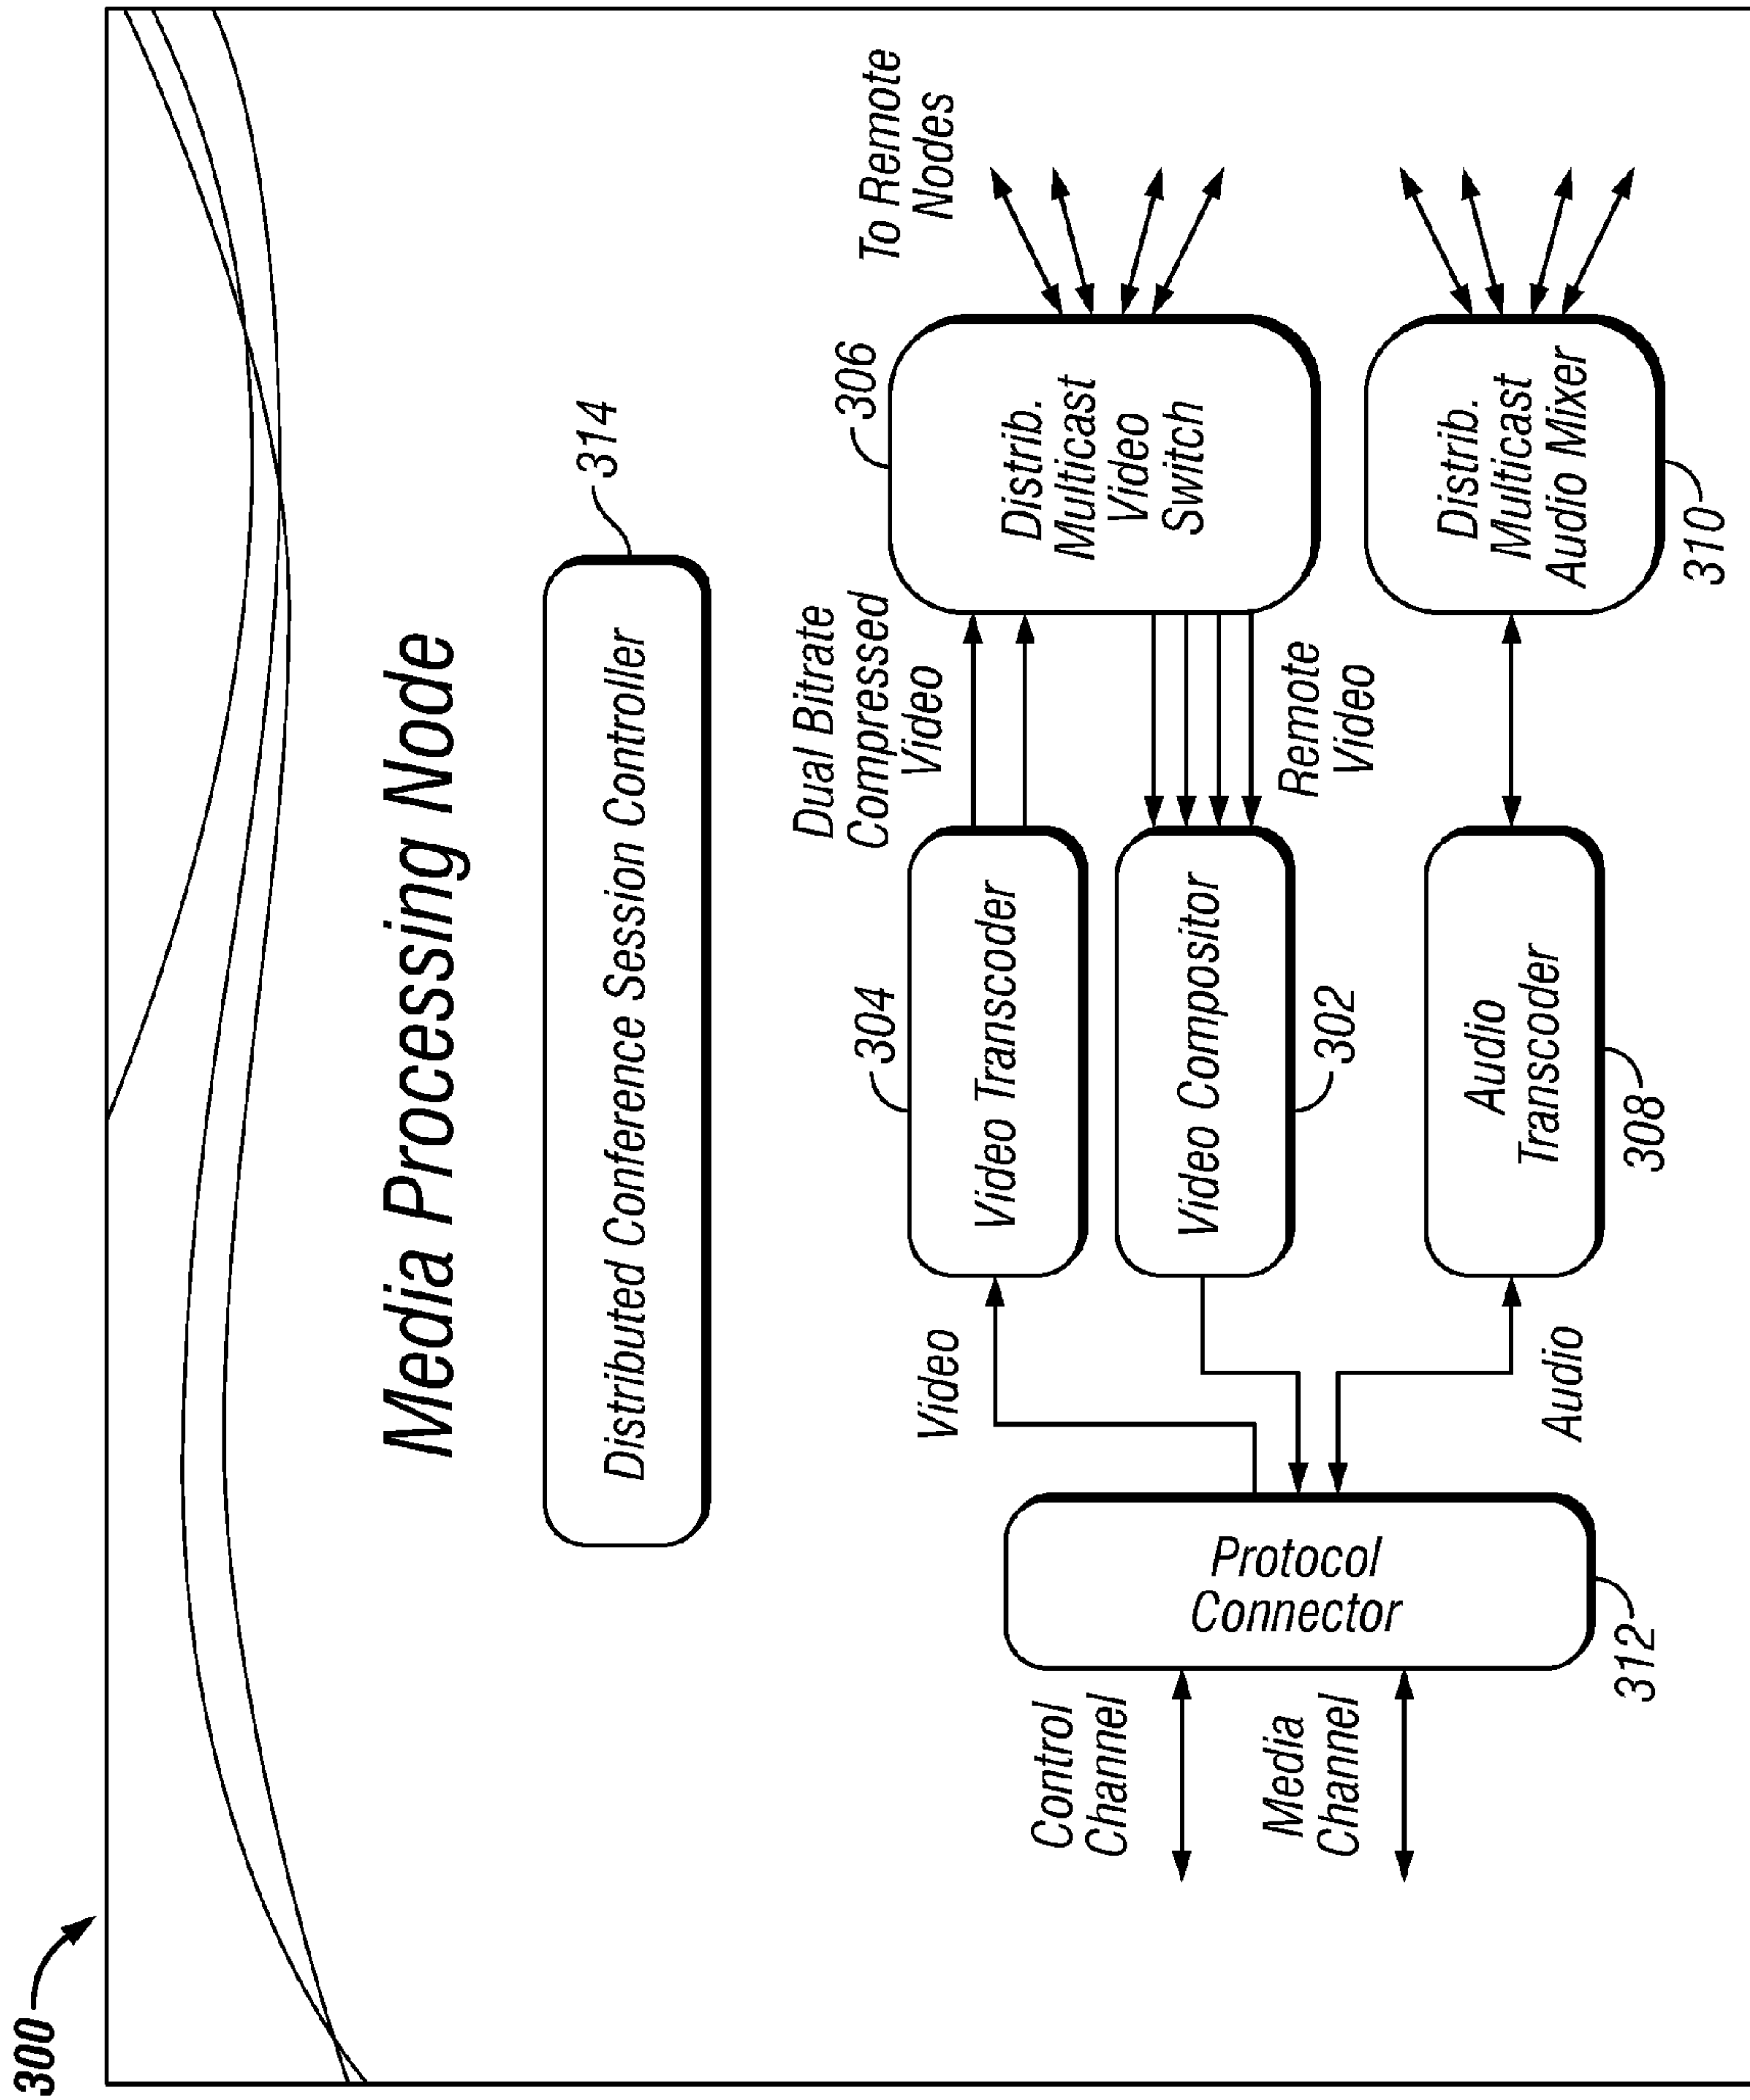 300
Media Processing Node
Distributed Conference Session Controller
314
Dual Bitrate
Compressed
Video
To Remote
Nodes
306
304
Video
Video Transcoder
Distrib.
Multicast
Video
Switch
Control
Channel
Media
Channel
Protocol
Connector
312
Video Compositor
302
Remote
Video
Audio
Audio
Transcoder
308
Distrib.
Multicast
Audio Mixer
310